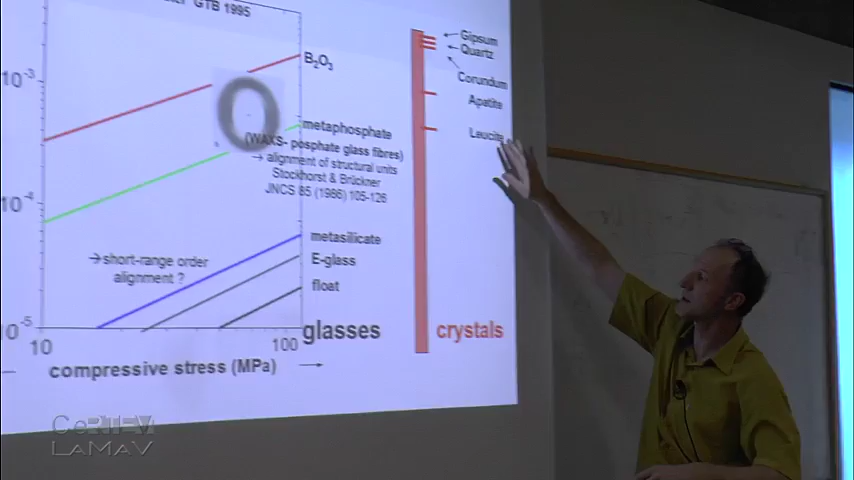 GTB 1995
10-3
B2O3
metaphosphate
(WAXS- posphate glass fibres)
→ alignment of structural units
Stockhorst & Brückner
JNCS 85 (1986) 105-126
10-4
metasilicate
→short-range order
alignment ?
E-glass
float
10-5
10
100
glasses
compressive stress (MPa)
Gipsum
Quartz
Corundum
Apatite
Leucite
crystals
CeRTEV
LaMaV